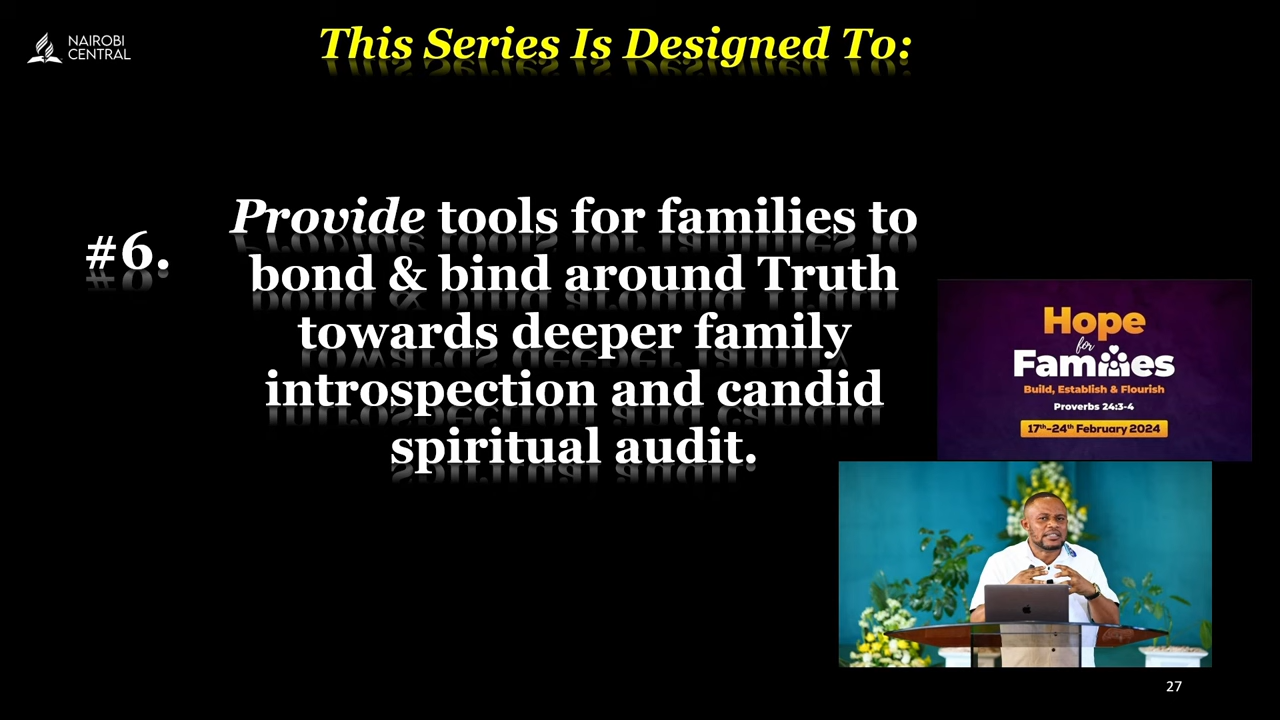 NAIROBI
CENTRAL
This Series Is Designed To:
#6.
Provide tools for families to
bond & bind around Truth
towards deeper family
introspection and candid
spiritual audit.
Hope
for
Families
Build, Establish & Flourish
Proverbs 24:3-4
17th-24th February 2024
27